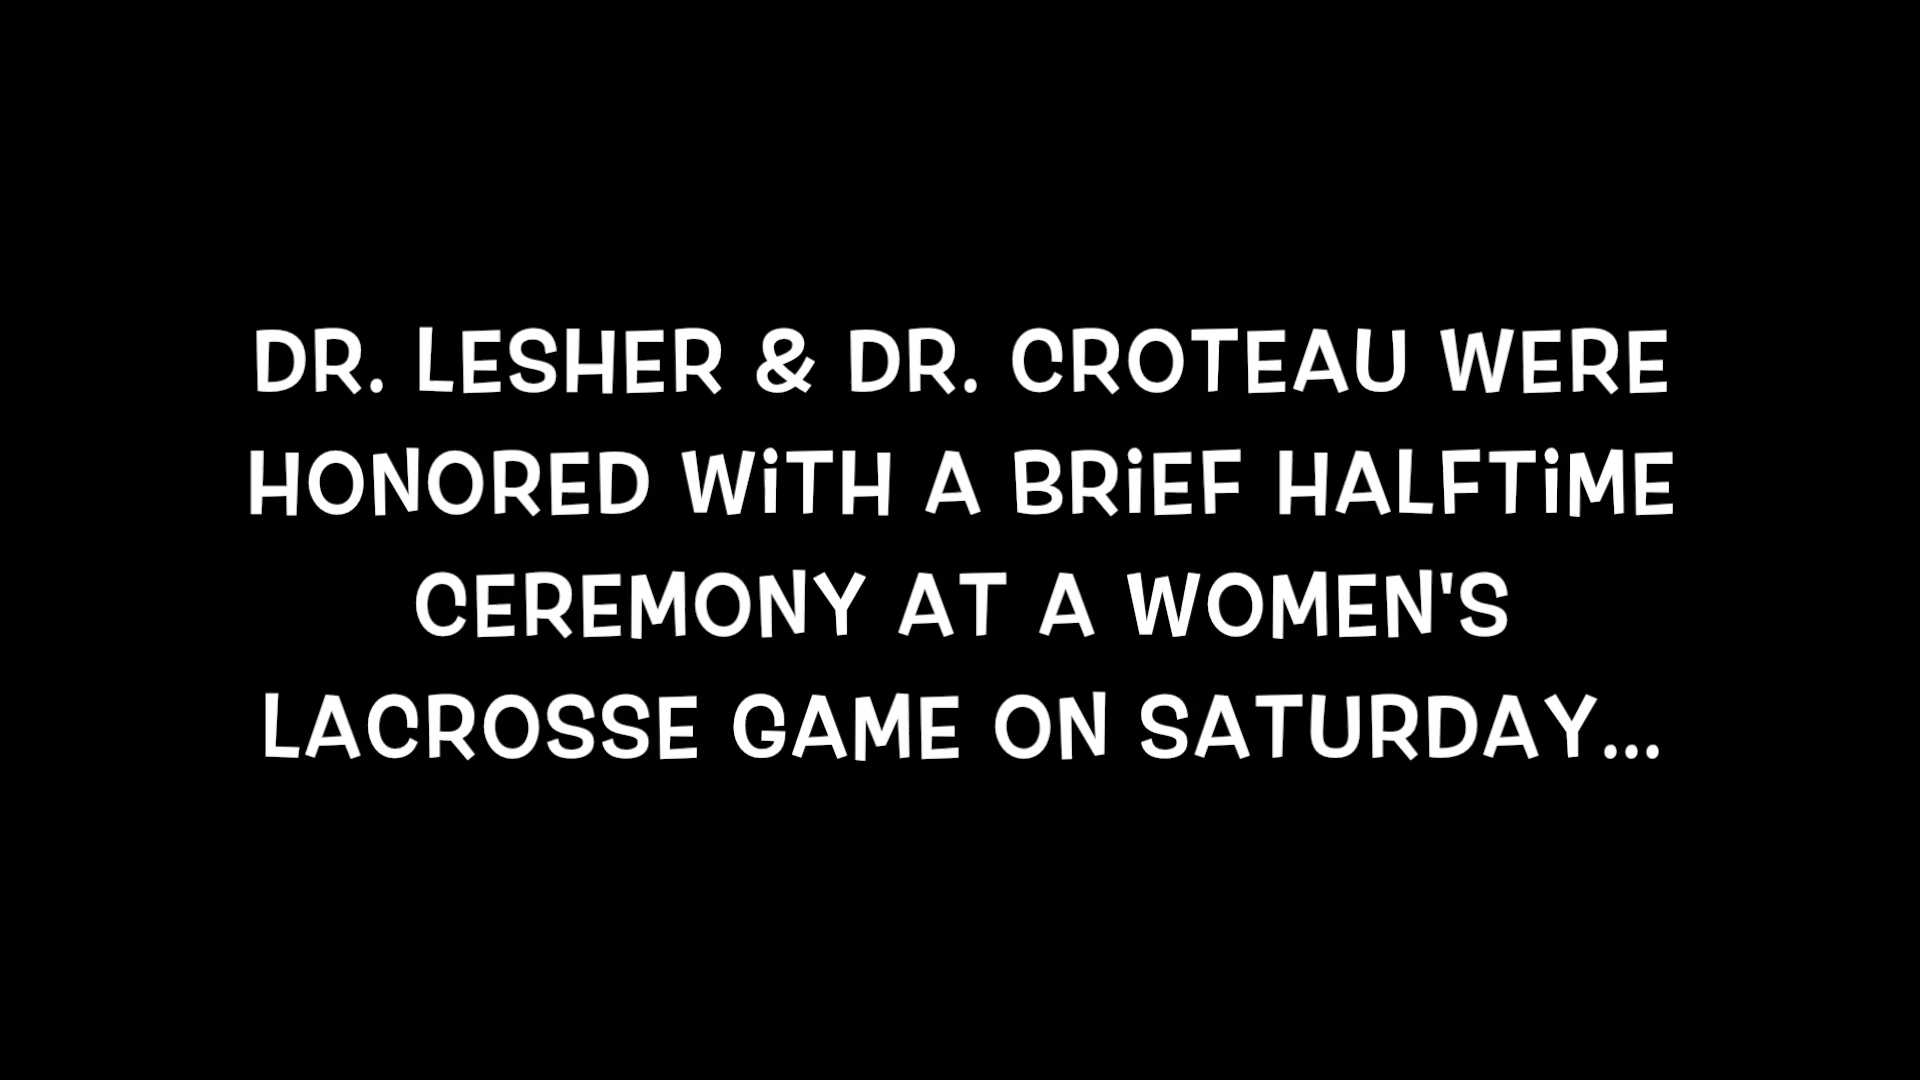 DR. LESHER & DR. CROTEAU WERE
HONORED WiTH A BRiEF HALFTiME
CEREMONY AT A WOMEN'S
LACROSSE GAME ON SATURDAY...